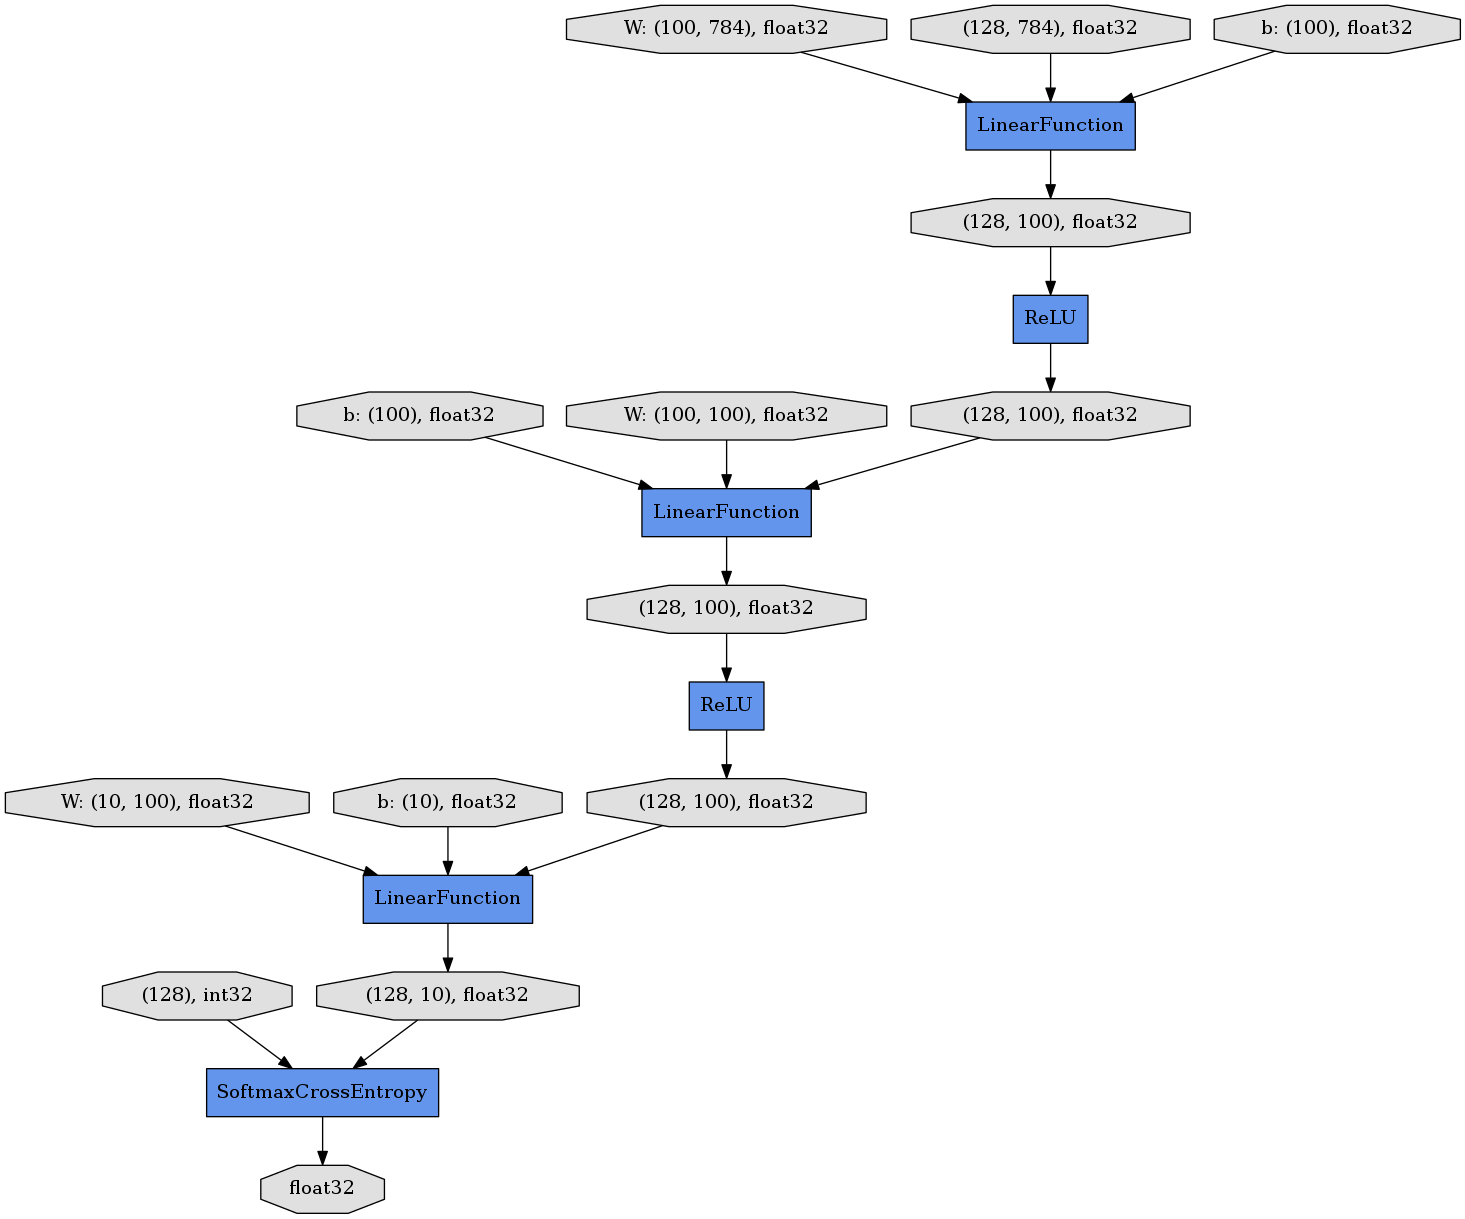 W: (100, 784), float32
(128, 784), float32
b: (100), float32
LinearFunction
(128, 100), float32
ReLU
b: (100), float32
W: (100, 100), float32
(128, 100), float32
LinearFunction
(128, 100), float32
ReLU
W: (10, 100), float32
b: (10), float32
(128, 100), float32
LinearFunction
(128), int32
(128, 10), float32
SoftmaxCrossEntropy
float32